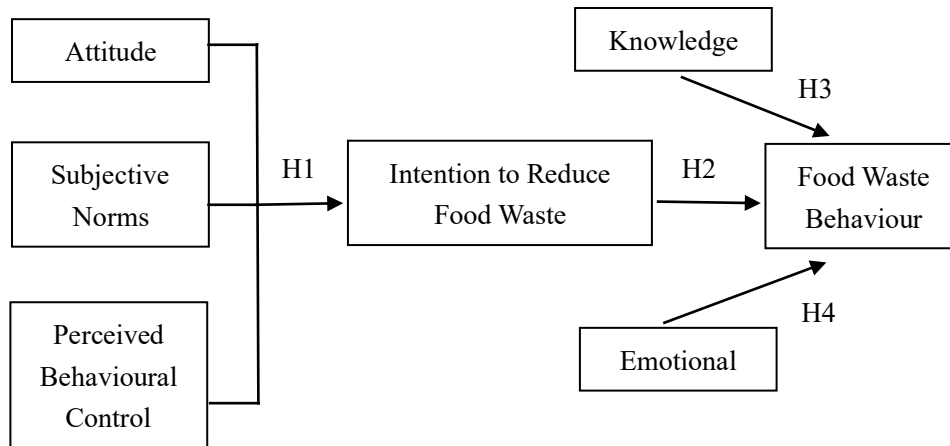 Attitude
Subjective
Norms
Perceived
Behavioural
Control
H1
Intention to Reduce
Food Waste
H2
Knowledge
H3
Food Waste
Behaviour
H4
Emotional